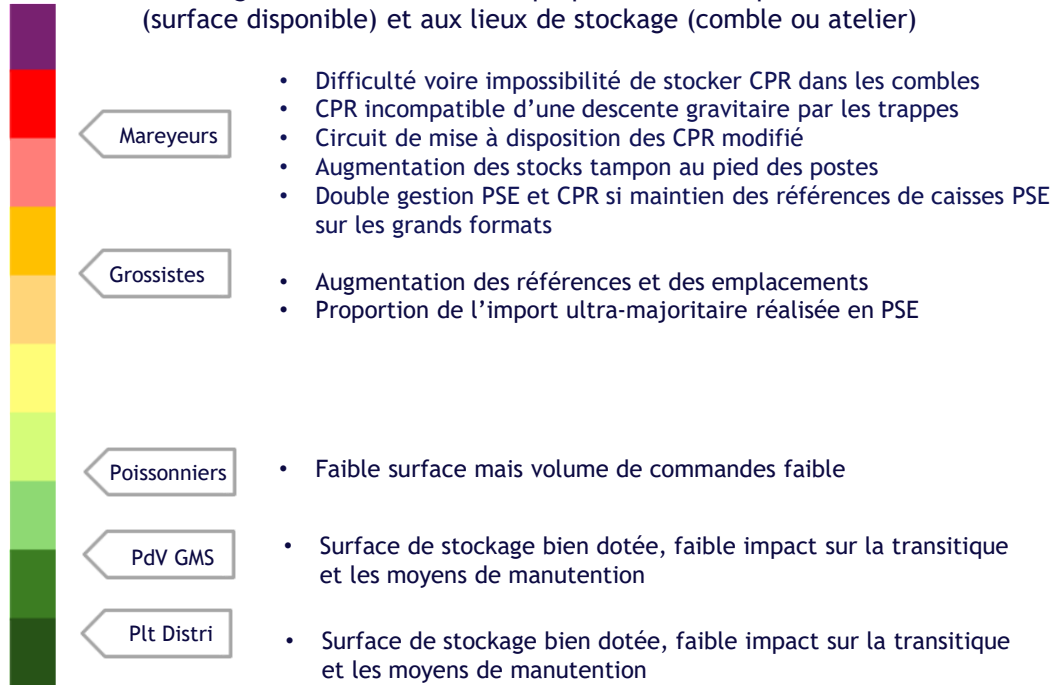 (surface disponible) et aux lieux de stockage (comble ou atelier)
• Difficulté voire impossibilité de stocker CPR dans les combles
• CPR incompatible d’une descente gravitaire par les trappes
Mareyeurs
• Circuit de mise à disposition des CPR modifié
• Augmentation des stocks tampon au pied des postes
• Double gestion PSE et CPR si maintien des références de caisses PSE
sur les grands formats
Grossistes
• Augmentation des références et des emplacements
• Proportion de l’import ultra-majoritaire réalisée en PSE
Poissonniers
• Faible surface mais volume de commandes faible
PdV GMS
• Surface de stockage bien dotée, faible impact sur la transitique
et les moyens de manutention
Plt Distri
• Surface de stockage bien dotée, faible impact sur la transitique
et les moyens de manutention